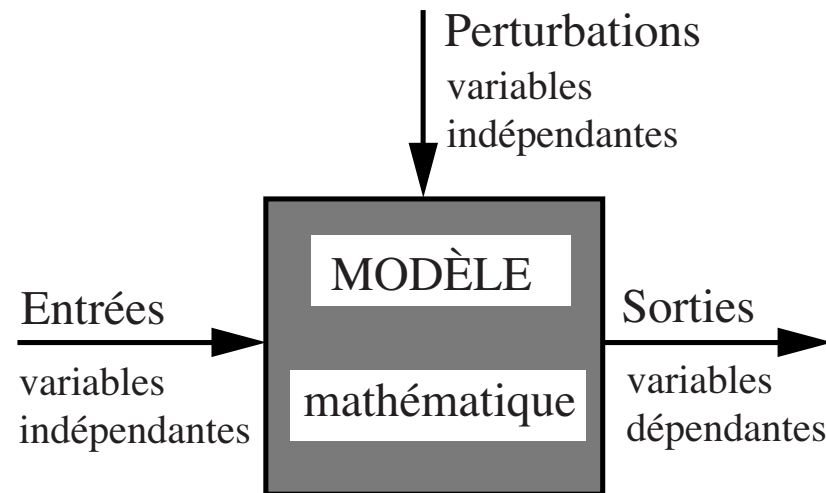 Perturbations
variables
indépendantes
MODÈLE
mathématique
Entrées
variables
indépendantes
Sorties
variables
dépendantes